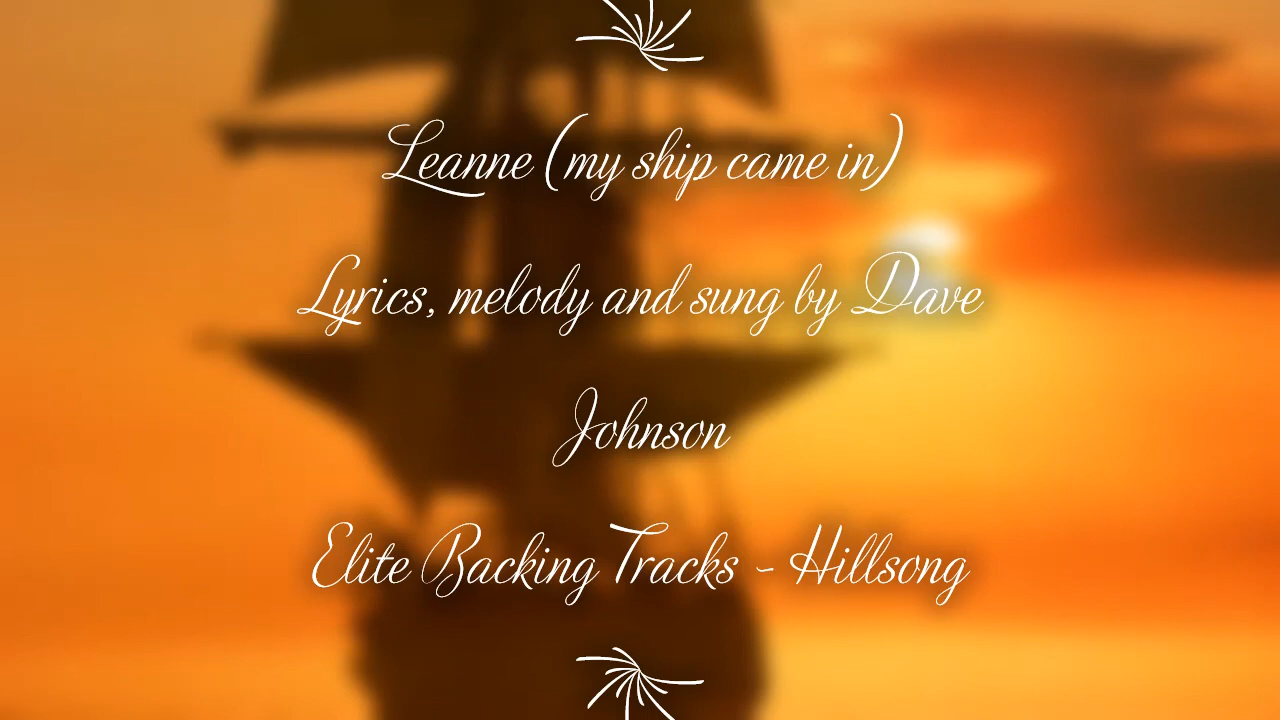 Leanne (my ship came in)
Lyrics, melody and sung by Dave
Johnson
Elite Backing Tracks - Hillsong